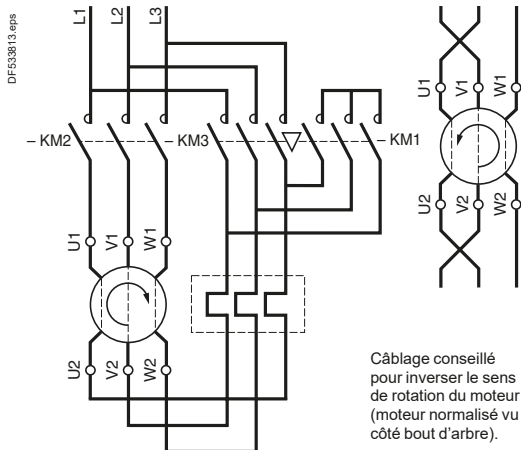 DF533813.eps
L1
L2
L3
– KM2
– KM3
– KM1
U1
V1
W1
U2
V2
W2
U1
V1
W1
U2
V2
W2
Câblage conseillé
pour inverser le sens
de rotation du moteur
(moteur normalisé vu
côté bout d'arbre).